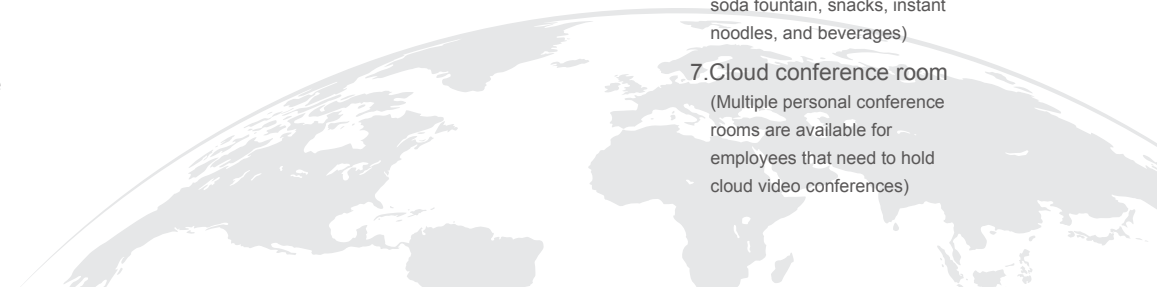 soda fountain, snacks, instant
noodles, and beverages)
7.Cloud conference room
(Multiple personal conference
rooms are available for
employees that need to hold
cloud video conferences)